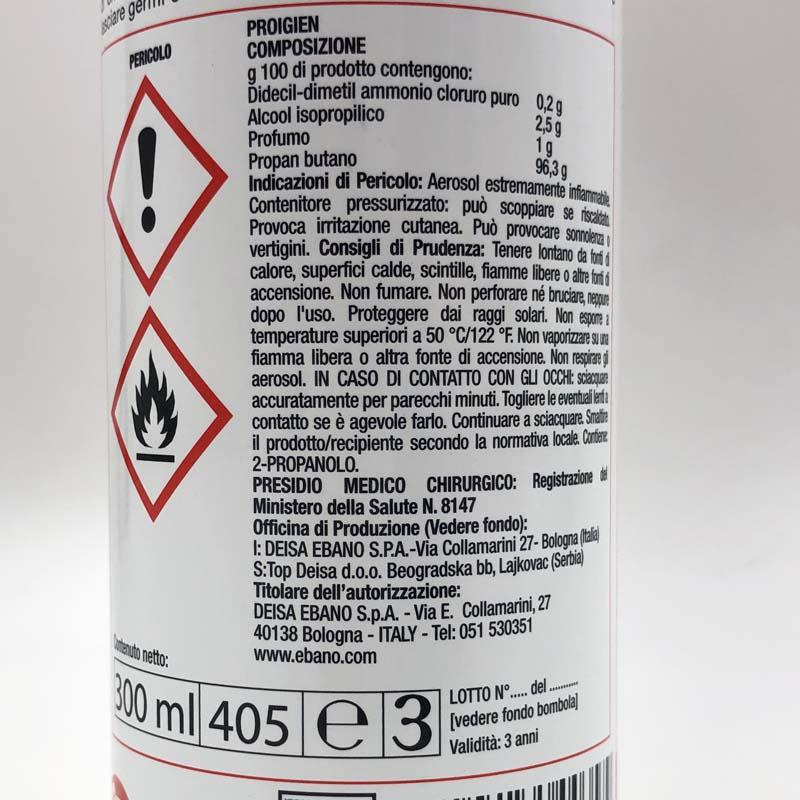 lasciare germi
PERICOLO
PROIGIEN
COMPOSIZIONE
g 100 di prodotto contengono:
Didecil-dimetil ammonio cloruro puro 0,2 g
Alcool isopropilico 2,5 g
Profumo 1 g
Propan butano 96,3 g
Indicazioni di Pericolo: Aerosol estremamente infiammabile.
Contenitore pressurizzato: può scoppiare se riscaldato.
Provoca irritazione cutanea. Può provocare sonnolenza o
vertigini. Consigli di Prudenza: Tenere lontano da fonti di
calore, superfici calde, scintille, fiamme libere o altre fonti di
accensione. Non fumare. Non perforare né bruciare, neppure
dopo l'uso. Proteggere dai raggi solari. Non esporre a
temperature superiori a 50 °C/122 °F. Non vaporizzare su una
fiamma libera o altra fonte di accensione. Non respirare gli
aerosol. IN CASO DI CONTATTO CON GLI OCCHI: sciacquare
accuratamente per parecchi minuti. Togliere le eventuali lenti a
contatto se è agevole farlo. Continuare a sciacquare. Smaltire
il prodotto/recipiente secondo la normativa locale. Contiene:
2-PROPANOLO.
PRESIDIO MEDICO CHIRURGICO: Registrazione del
Ministero della Salute N. 8147
Officina di Produzione (Vedere fondo):
I: DEISA EBANO S.P.A.-Via Collamarini 27- Bologna (Italia)
S:Top Deisa d.o.o. Beogradska bb, Lajkovac (Serbia)
Titolare dell'autorizzazione:
DEISA EBANO S.p.A. - Via E. Collamarini, 27
40138 Bologna - ITALY - Tel: 051 530351
www.ebano.com
Contenuto netto:
300 ml 405 e 3
LOTTO N°..... del ..........
[vedere fondo bombola]
Validità: 3 anni